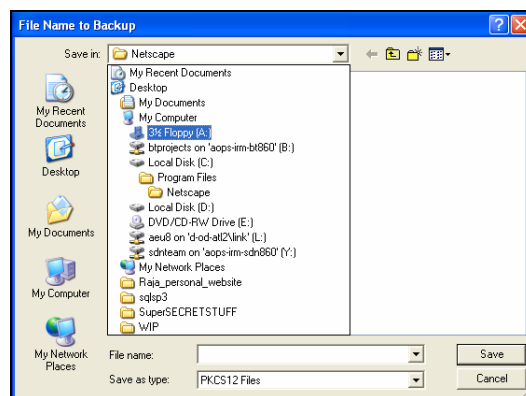 File Name to Backup
Save in: Netscape
My Recent Documents
Desktop
My Documents
My Computer
3½ Floppy (A:)
btprojects on 'aops-irm-bt860' (B:)
Local Disk (C:)
Program Files
Netscape
Local Disk (D:)
DVD/CD-RW Drive (E:)
aeu8 on 'd-od-atl2\link' (L:)
sdnteam on 'aops-irm-sdn860' (Y:)
My Network Places
Raja_personal_website
sqlsp3
SuperSECRETSTUFF
WIP
My Recent
Documents
Desktop
My Documents
My Computer
My Network
Places
File name:
Save
Save as type: PKCS12 Files
Cancel